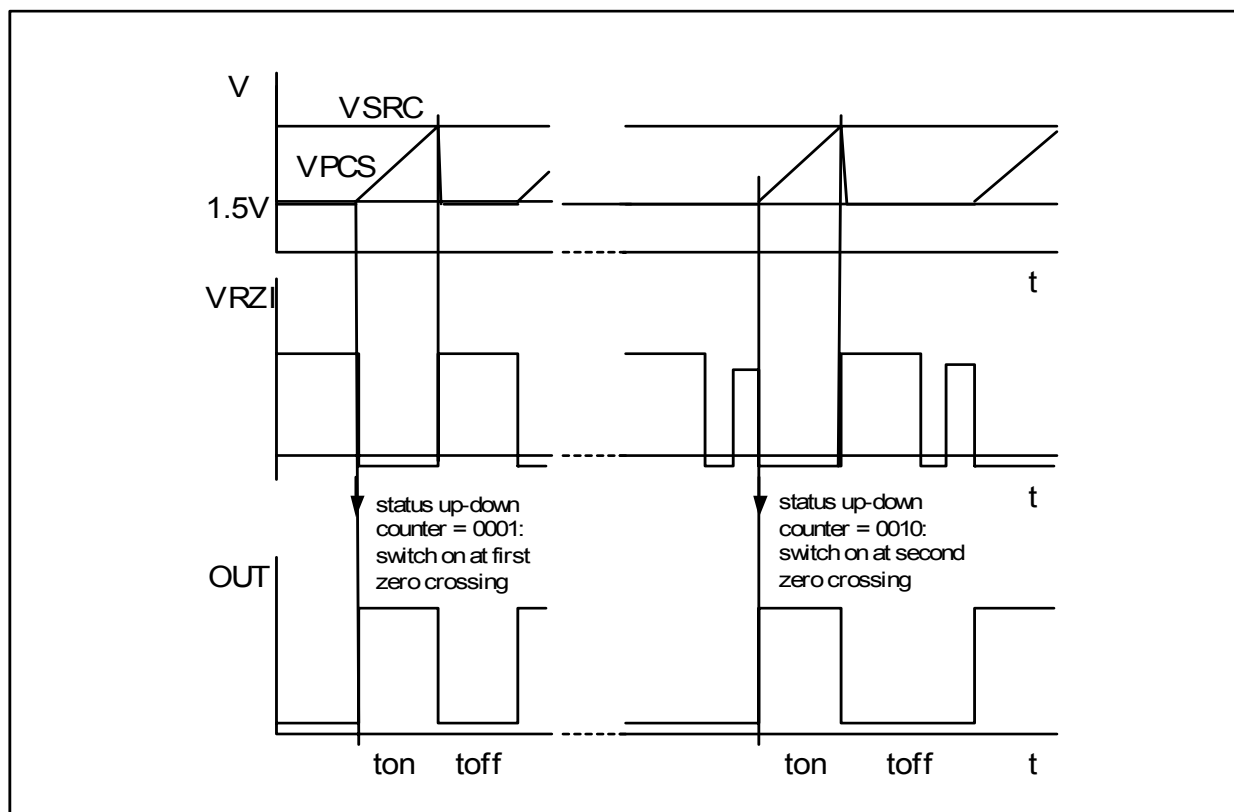 V
VSRC
VPCS
1.5V
t
VRZI
t
status up-down
counter = 0001:
switch on at first
zero crossing
status up-down
counter = 0010:
switch on at second
zero crossing
OUT
ton toff ton toff t